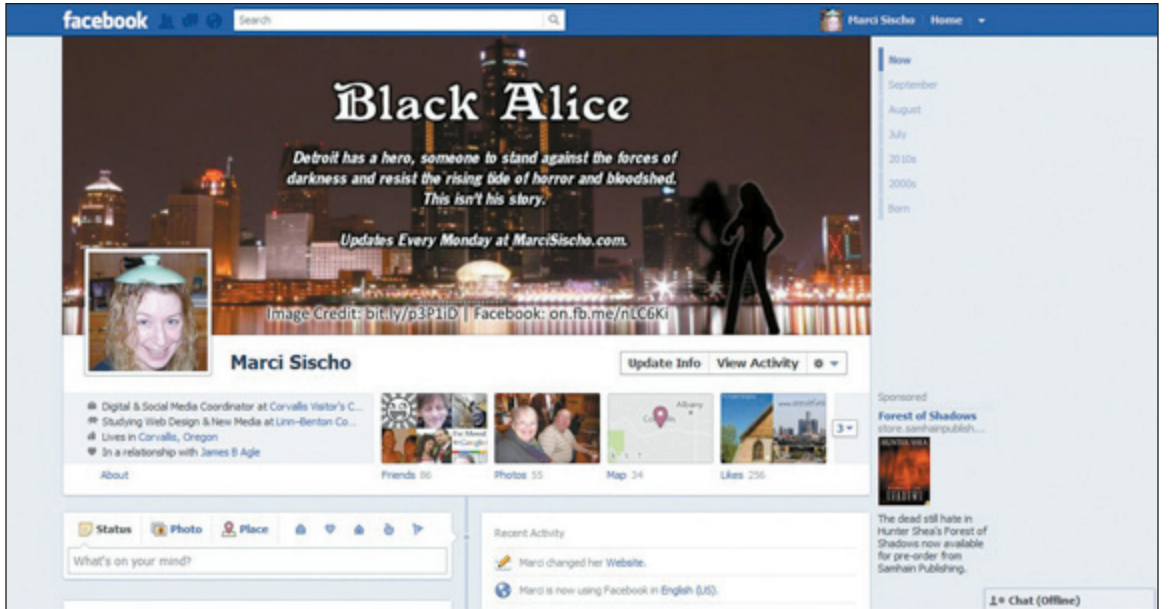 facebook
Search
Marci Sischo Home
Black Alice
Detroit has a hero, someone to stand against the forces of
darkness and resist the rising tide of horror and bloodshed.
This isn't his story.
Updates Every Monday at MarciSischo.com.
Image Credit: bit.ly/p3P1iD | Facebook: on.fb.me/nLC6Ki
Marci Sischo
Update Info View Activity
Digital & Social Media Coordinator at Corvallis Visitor's C...
Studying Web Design & New Media at Linn-Benton Co...
Lives in Corvallis, Oregon
In a relationship with James B Agle
About
Albany
3
Friends 86
Photos 55
Map 34
Likes 256
Status Photo Place
What's on your mind?
Recent Activity
Marci changed her Website.
Marci is now using Facebook in English (US).
Now
September
August
July
2010s
2000s
Born
Sponsored
Forest of Shadows
store.samhainpublish....
HUNTER SHEA
SHADOWS
The dead still hate in
Hunter Shea's Forest of
Shadows now available
for pre-order from
Samhain Publishing.
Chat (Offline)